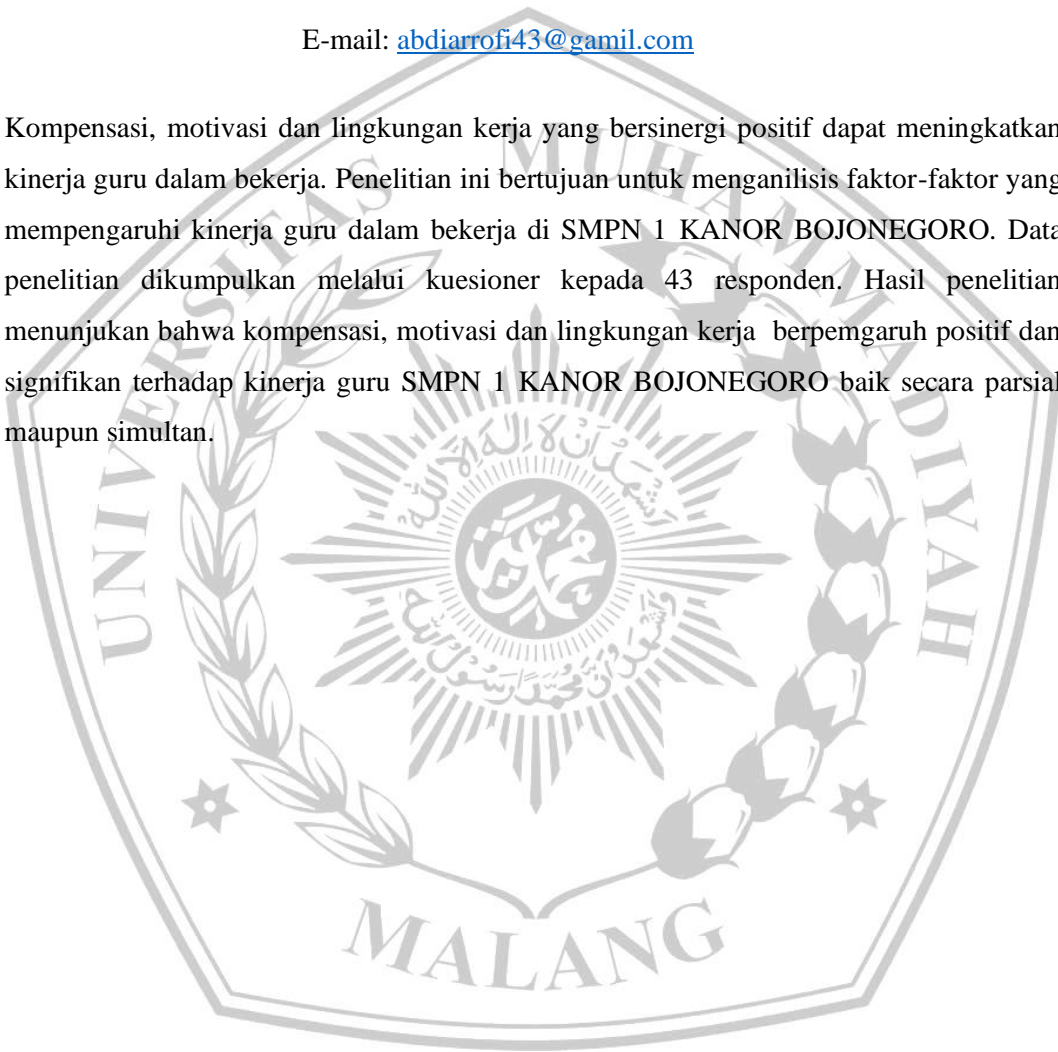 E-mail: abdiarrofi43@gamil.com
Kompensasi, motivasi dan lingkungan kerja yang bersinergi positif dapat meningkatkan
kinerja guru dalam bekerja. Penelitian ini bertujuan untuk menganilisis faktor-faktor yang
mempengaruhi kinerja guru dalam bekerja di SMPN 1 KANOR BOJONEGORO. Data
penelitian dikumpulkan melalui kuesioner kepada 43 responden. Hasil penelitian
menunjukan bahwa kompensasi, motivasi dan lingkungan kerja berpemgaruh positif dan
signifikan terhadap kinerja guru SMPN 1 KANOR BOJONEGORO baik secara parsial
maupun simultan.
UNIVERSITAS MUHAMMADIYAH
MALANG